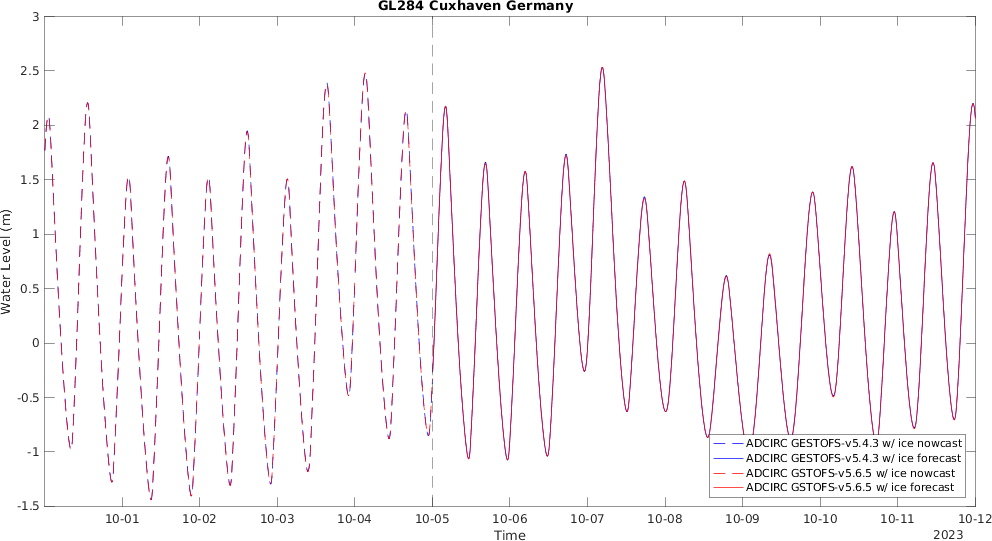 GL284 Cuxhaven Germany
3
2.5
2
1.5
1
0.5
0
-0.5
-1
-1.5
Water Level (m)
ADCIRC GESTOFS-v5.4.3 w/ ice nowcast
ADCIRC GESTOFS-v5.4.3 w/ ice forecast
ADCIRC GSTOFS-v5.6.5 w/ ice nowcast
ADCIRC GSTOFS-v5.6.5 w/ ice forecast
10-01 10-02 10-03 10-04 10-05 10-06 10-07 10-08 10-09 10-10 10-11 10-12
Time
2023